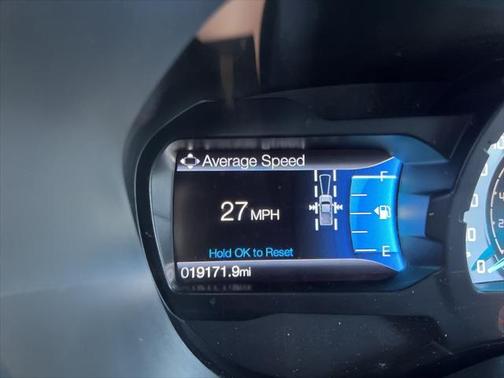 Average Speed
F
27 MPH
E
Hold OK to Reset
019171.9mi